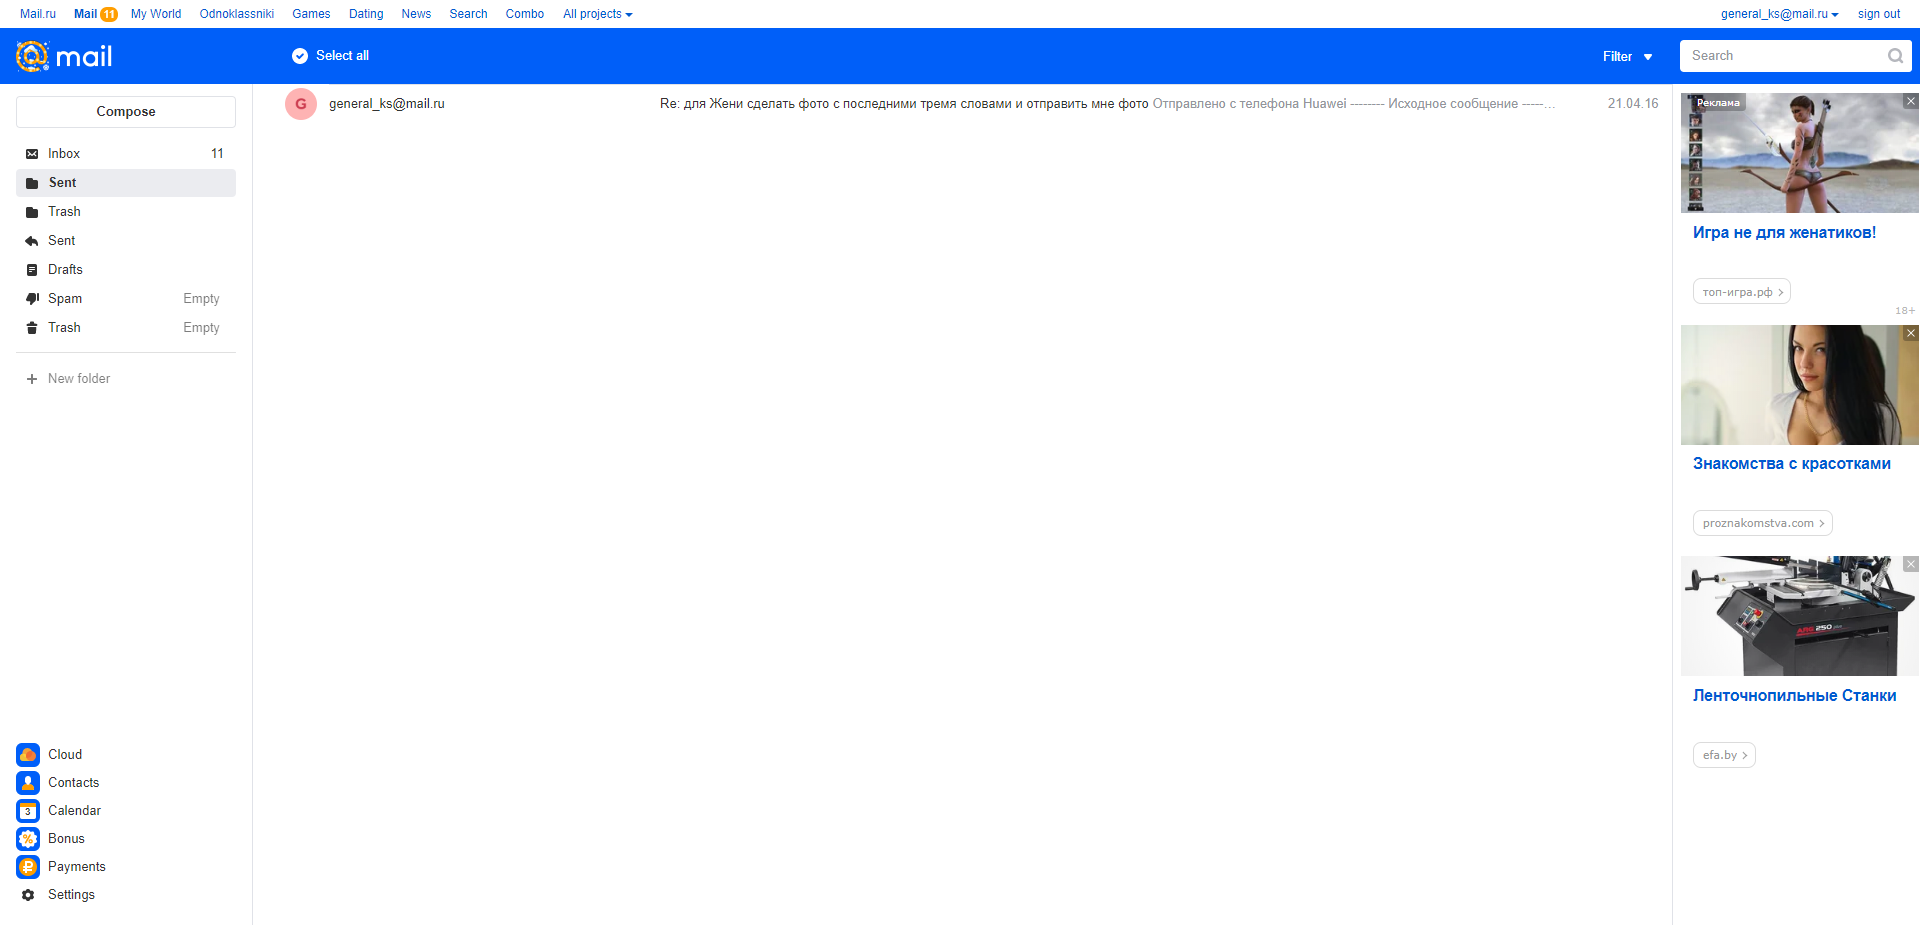 Mail.ru Mail 11 My World Odnoklassniki Games Dating News Search Combo All projects general_ks@mail.ru sign out
mail Select all Filter Search
Compose
Inbox 11
Sent
Trash
Sent
Drafts
Spam Empty
Trash Empty
New folder
Cloud
Contacts
3 Calendar
% Bonus
₽ Payments
Settings
G general_ks@mail.ru Re: для Жени сделать фото с последними тремя словами и отправить мне фото Отправлено с телефона Huawei -------- Исходное сообщение -----... 21.04.16
Реклама
Игра не для женатиков!
топ-игра.рф >
18+
Знакомства с красотками
proznakomstva.com >
ARG 250
Ленточнопильные Станки
efa.by >